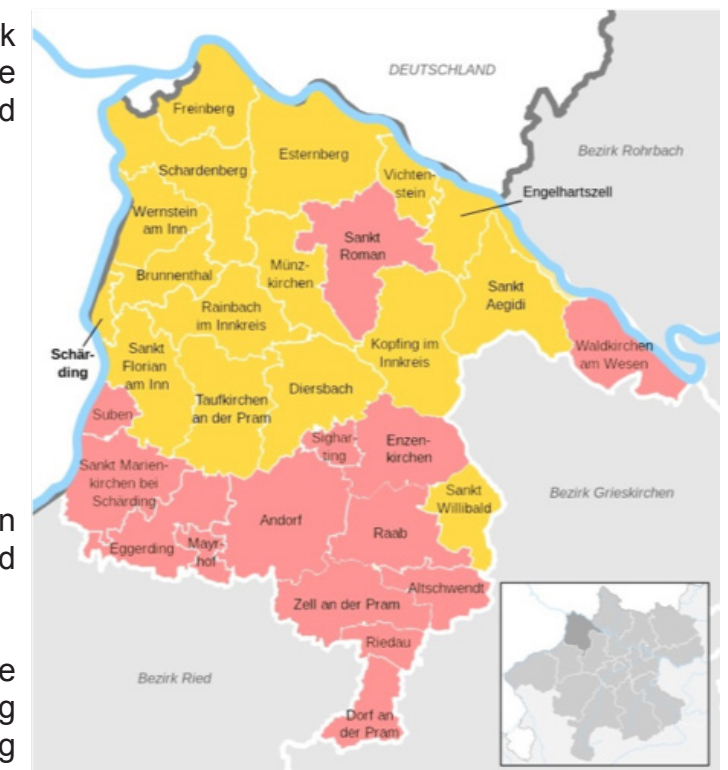 k
e
d
n
d
e
g
g
DEUTSCHLAND
Bezirk Rohrbach
Freinberg
Esternberg
Schardenberg
Vichten-
stein
Engelhartszell
Wernstein
am Inn
Sankt
Roman
Münz-
kirchen
Brunnenthal
Sankt
Aegidi
Rainbach
im Innkreis
Schär-
ding
Sankt
Florian
am Inn
Kopfing im
Innkreis
Waldkirchen
am Wesen
Diersbach
Taufkirchen
an der Pram
Suben
Sighar-
ting
Enzen-
kirchen
Sankt Marien-
kirchen bei
Schärding
Sankt
Willibald
Bezirk Grieskirchen
Andorf
Raab
Eggerding
Mayr-
hof
Altschwendt
Zell an der Pram
Riedau
Bezirk Ried
Dorf an
der Pram